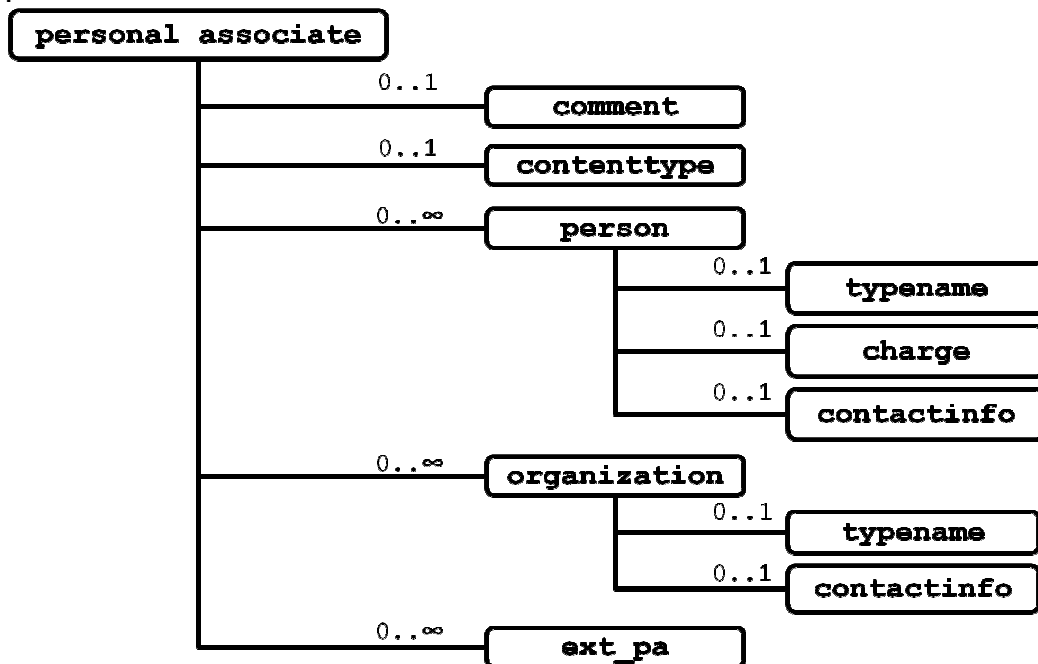 personal associate
0..1
comment
0..1
contenttype
0..∞
person
0..1
typename
0..1
charge
0..1
contactinfo
0..∞
organization
0..1
typename
0..1
contactinfo
0..∞
ext_pa